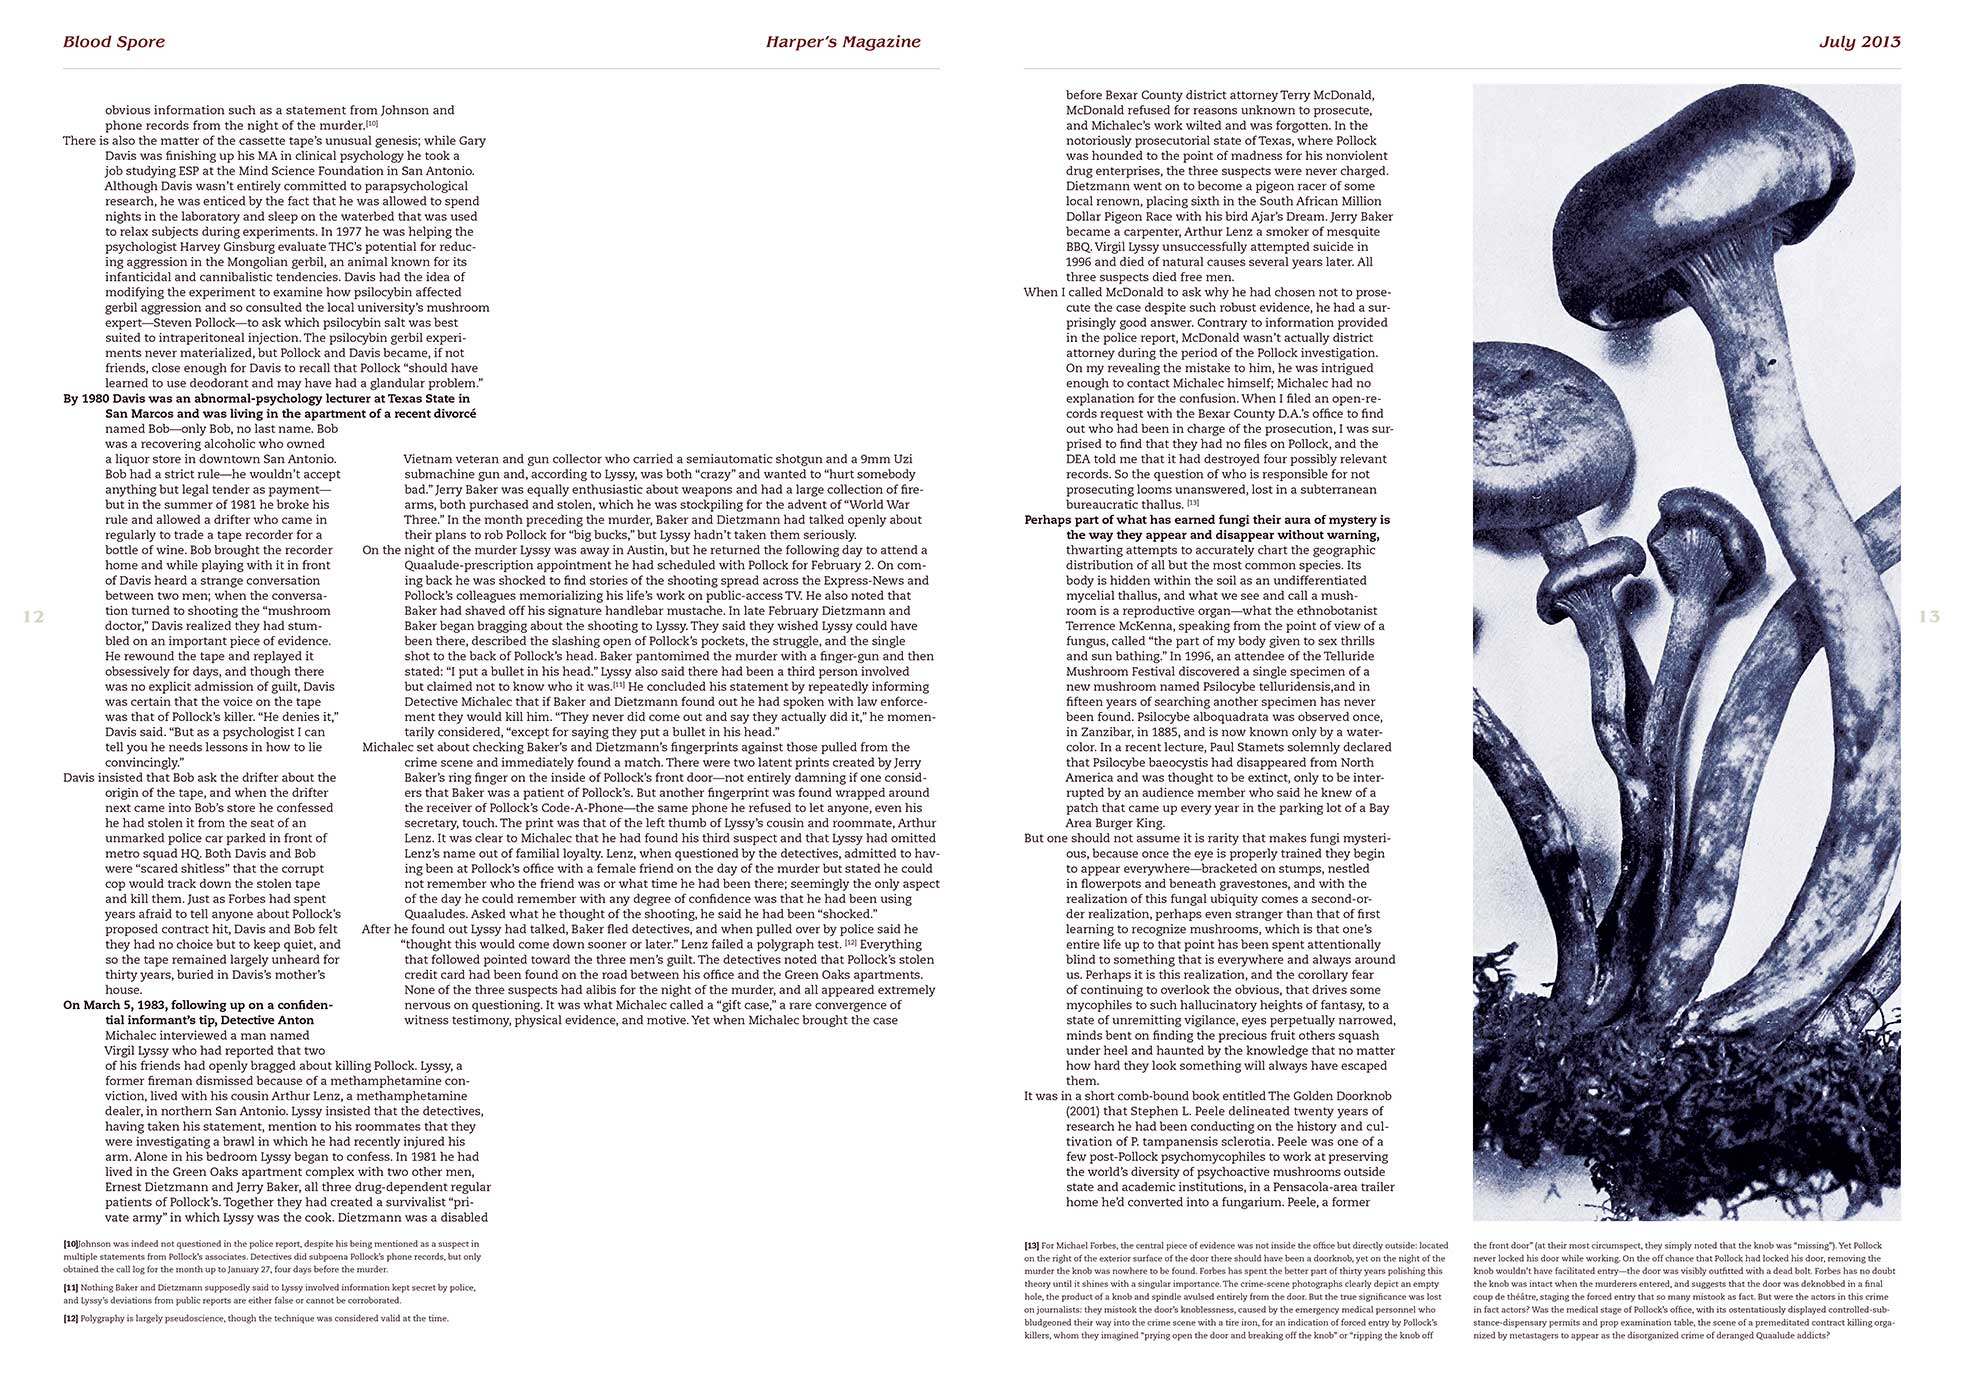 Blood Spore
Harper’s Magazine
July 2013
obvious information such as a statement from Johnson and
phone records from the night of the murder.[10]
There is also the matter of the cassette tape’s unusual genesis; while Gary
Davis was finishing up his MA in clinical psychology he took a
job studying ESP at the Mind Science Foundation in San Antonio.
Although Davis wasn’t entirely committed to parapsychological
research, he was enticed by the fact that he was allowed to spend
nights in the laboratory and sleep on the waterbed that was used
to relax subjects during experiments. In 1977 he was helping the
psychologist Harvey Ginsburg evaluate THC’s potential for reduc-
ing aggression in the Mongolian gerbil, an animal known for its
infanticidal and cannibalistic tendencies. Davis had the idea of
modifying the experiment to examine how psilocybin affected
gerbil aggression and so consulted the local university’s mushroom
expert—Steven Pollock—to ask which psilocybin salt was best
suited to intraperitoneal injection. The psilocybin gerbil experi-
ments never materialized, but Pollock and Davis became, if not
friends, close enough for Davis to recall that Pollock “should have
learned to use deodorant and may have had a glandular problem.”
By 1980 Davis was an abnormal-psychology lecturer at Texas State in
San Marcos and was living in the apartment of a recent divorcé
named Bob—only Bob, no last name. Bob
was a recovering alcoholic who owned
a liquor store in downtown San Antonio.
Bob had a strict rule—he wouldn’t accept
anything but legal tender as payment—
but in the summer of 1981 he broke his
rule and allowed a drifter who came in
regularly to trade a tape recorder for a
bottle of wine. Bob brought the recorder
home and while playing with it in front
of Davis heard a strange conversation
between two men; when the conversa-
tion turned to shooting the “mushroom
doctor,” Davis realized they had stum-
bled on an important piece of evidence.
He rewound the tape and replayed it
obsessively for days, and though there
was no explicit admission of guilt, Davis
was certain that the voice on the tape
was that of Pollock’s killer. “He denies it,”
Davis said. “But as a psychologist I can
tell you he needs lessons in how to lie
convincingly.”
Davis insisted that Bob ask the drifter about the
origin of the tape, and when the drifter
next came into Bob’s store he confessed
he had stolen it from the seat of an
unmarked police car parked in front of
metro squad HQ. Both Davis and Bob
were “scared shitless” that the corrupt
cop would track down the stolen tape
and kill them. Just as Forbes had spent
years afraid to tell anyone about Pollock’s
proposed contract hit, Davis and Bob felt
they had no choice but to keep quiet, and
so the tape remained largely unheard for
thirty years, buried in Davis’s mother’s
house.
On March 5, 1983, following up on a confiden-
tial informant’s tip, Detective Anton
Michalec interviewed a man named
Virgil Lyssy who had reported that two
of his friends had openly bragged about killing Pollock. Lyssy, a
former fireman dismissed because of a methamphetamine con-
viction, lived with his cousin Arthur Lenz, a methamphetamine
dealer, in northern San Antonio. Lyssy insisted that the detectives,
having taken his statement, mention to his roommates that they
were investigating a brawl in which he had recently injured his
arm. Alone in his bedroom Lyssy began to confess. In 1981 he had
lived in the Green Oaks apartment complex with two other men,
Ernest Dietzmann and Jerry Baker, all three drug-dependent regular
patients of Pollock’s. Together they had created a survivalist “pri-
vate army” in which Lyssy was the cook. Dietzmann was a disabled
Vietnam veteran and gun collector who carried a semiautomatic shotgun and a 9mm Uzi
submachine gun and, according to Lyssy, was both “crazy” and wanted to “hurt somebody
bad.” Jerry Baker was equally enthusiastic about weapons and had a large collection of fire-
arms, both purchased and stolen, which he was stockpiling for the advent of “World War
Three.” In the month preceding the murder, Baker and Dietzmann had talked openly about
their plans to rob Pollock for “big bucks,” but Lyssy hadn’t taken them seriously.
On the night of the murder Lyssy was away in Austin, but he returned the following day to attend a
Quaalude-prescription appointment he had scheduled with Pollock for February 2. On com-
ing back he was shocked to find stories of the shooting spread across the Express-News and
Pollock’s colleagues memorializing his life’s work on public-access TV. He also noted that
Baker had shaved off his signature handlebar mustache. In late February Dietzmann and
Baker began bragging about the shooting to Lyssy. They said they wished Lyssy could have
been there, described the slashing open of Pollock’s pockets, the struggle, and the single
shot to the back of Pollock’s head. Baker pantomimed the murder with a finger-gun and then
stated: “I put a bullet in his head.” Lyssy also said there had been a third person involved
but claimed not to know who it was.[11] He concluded his statement by repeatedly informing
Detective Michalec that if Baker and Dietzmann found out he had spoken with law enforce-
ment they would kill him. “They never did come out and say they actually did it,” he momen-
tarily considered, “except for saying they put a bullet in his head.”
Michalec set about checking Baker’s and Dietzmann’s fingerprints against those pulled from the
crime scene and immediately found a match. There were two latent prints created by Jerry
Baker’s ring finger on the inside of Pollock’s front door—not entirely damning if one consid-
ers that Baker was a patient of Pollock’s. But another fingerprint was found wrapped around
the receiver of Pollock’s Code-A-Phone—the same phone he refused to let anyone, even his
secretary, touch. The print was that of the left thumb of Lyssy’s cousin and roommate, Arthur
Lenz. It was clear to Michalec that he had found his third suspect and that Lyssy had omitted
Lenz’s name out of familial loyalty. Lenz, when questioned by the detectives, admitted to hav-
ing been at Pollock’s office with a female friend on the day of the murder but stated he could
not remember who the friend was or what time he had been there; seemingly the only aspect
of the day he could remember with any degree of confidence was that he had been using
Quaaludes. Asked what he thought of the shooting, he said he had been “shocked.”
After he found out Lyssy had talked, Baker fled detectives, and when pulled over by police said he
“thought this would come down sooner or later.” Lenz failed a polygraph test. [12] Everything
that followed pointed toward the three men’s guilt. The detectives noted that Pollock’s stolen
credit card had been found on the road between his office and the Green Oaks apartments.
None of the three suspects had alibis for the night of the murder, and all appeared extremely
nervous on questioning. It was what Michalec called a “gift case,” a rare convergence of
witness testimony, physical evidence, and motive. Yet when Michalec brought the case
12
[10]Johnson was indeed not questioned in the police report, despite his being mentioned as a suspect in
multiple statements from Pollock’s associates. Detectives did subpoena Pollock’s phone records, but only
obtained the call log for the month up to January 27, four days before the murder.
[11] Nothing Baker and Dietzmann supposedly said to Lyssy involved information kept secret by police,
and Lyssy’s deviations from public reports are either false or cannot be corroborated.
[12] Polygraphy is largely pseudoscience, though the technique was considered valid at the time.
before Bexar County district attorney Terry McDonald,
McDonald refused for reasons unknown to prosecute,
and Michalec’s work wilted and was forgotten. In the
notoriously prosecutorial state of Texas, where Pollock
was hounded to the point of madness for his nonviolent
drug enterprises, the three suspects were never charged.
Dietzmann went on to become a pigeon racer of some
local renown, placing sixth in the South African Million
Dollar Pigeon Race with his bird Ajar’s Dream. Jerry Baker
became a carpenter, Arthur Lenz a smoker of mesquite
BBQ. Virgil Lyssy unsuccessfully attempted suicide in
1996 and died of natural causes several years later. All
three suspects died free men.
When I called McDonald to ask why he had chosen not to prose-
cute the case despite such robust evidence, he had a sur-
prisingly good answer. Contrary to information provided
in the police report, McDonald wasn’t actually district
attorney during the period of the Pollock investigation.
On my revealing the mistake to him, he was intrigued
enough to contact Michalec himself; Michalec had no
explanation for the confusion. When I filed an open-re-
cords request with the Bexar County D.A.’s office to find
out who had been in charge of the prosecution, I was sur-
prised to find that they had no files on Pollock, and the
DEA told me that it had destroyed four possibly relevant
records. So the question of who is responsible for not
prosecuting looms unanswered, lost in a subterranean
bureaucratic thallus. [13]
Perhaps part of what has earned fungi their aura of mystery is
the way they appear and disappear without warning,
thwarting attempts to accurately chart the geographic
distribution of all but the most common species. Its
body is hidden within the soil as an undifferentiated
mycelial thallus, and what we see and call a mush-
room is a reproductive organ—what the ethnobotanist
Terrence McKenna, speaking from the point of view of a
fungus, called “the part of my body given to sex thrills
and sun bathing.” In 1996, an attendee of the Telluride
Mushroom Festival discovered a single specimen of a
new mushroom named Psilocybe telluridensis,and in
fifteen years of searching another specimen has never
been found. Psilocybe alboquadrata was observed once,
in Zanzibar, in 1885, and is now known only by a water-
color. In a recent lecture, Paul Stamets solemnly declared
that Psilocybe baeocystis had disappeared from North
America and was thought to be extinct, only to be inter-
rupted by an audience member who said he knew of a
patch that came up every year in the parking lot of a Bay
Area Burger King.
But one should not assume it is rarity that makes fungi mysteri-
ous, because once the eye is properly trained they begin
to appear everywhere—bracketed on stumps, nestled
in flowerpots and beneath gravestones, and with the
realization of this fungal ubiquity comes a second-or-
der realization, perhaps even stranger than that of first
learning to recognize mushrooms, which is that one’s
entire life up to that point has been spent attentionally
blind to something that is everywhere and always around
us. Perhaps it is this realization, and the corollary fear
of continuing to overlook the obvious, that drives some
mycophiles to such hallucinatory heights of fantasy, to a
state of unremitting vigilance, eyes perpetually narrowed,
minds bent on finding the precious fruit others squash
under heel and haunted by the knowledge that no matter
how hard they look something will always have escaped
them.
It was in a short comb-bound book entitled The Golden Doorknob
(2001) that Stephen L. Peele delineated twenty years of
research he had been conducting on the history and cul-
tivation of P. tampanensis sclerotia. Peele was one of a
few post-Pollock psychomycophiles to work at preserving
the world’s diversity of psychoactive mushrooms outside
state and academic institutions, in a Pensacola-area trailer
home he’d converted into a fungarium. Peele, a former
13
[13] For Michael Forbes, the central piece of evidence was not inside the office but directly outside: located
on the right of the exterior surface of the door there should have been a doorknob, yet on the night of the
murder the knob was nowhere to be found. Forbes has spent the better part of thirty years polishing this
theory until it shines with a singular importance. The crime-scene photographs clearly depict an empty
hole, the product of a knob and spindle avulsed entirely from the door. But the true significance was lost
on journalists: they mistook the door’s knoblessness, caused by the emergency medical personnel who
bludgeoned their way into the crime scene with a tire iron, for an indication of forced entry by Pollock’s
killers, whom they imagined “prying open the door and breaking off the knob” or “ripping the knob off
the front door” (at their most circumspect, they simply noted that the knob was “missing”). Yet Pollock
never locked his door while working. On the off chance that Pollock had locked his door, removing the
knob wouldn’t have facilitated entry—the door was visibly outfitted with a dead bolt. Forbes has no doubt
the knob was intact when the murderers entered, and suggests that the door was deknobbed in a final
coup de théâtre, staging the forced entry that so many mistook as fact. But were the actors in this crime
in fact actors? Was the medical stage of Pollock’s office, with its ostentatiously displayed controlled-sub-
stance-dispensary permits and prop examination table, the scene of a premeditated contract killing orga-
nized by metastagers to appear as the disorganized crime of deranged Quaalude addicts?